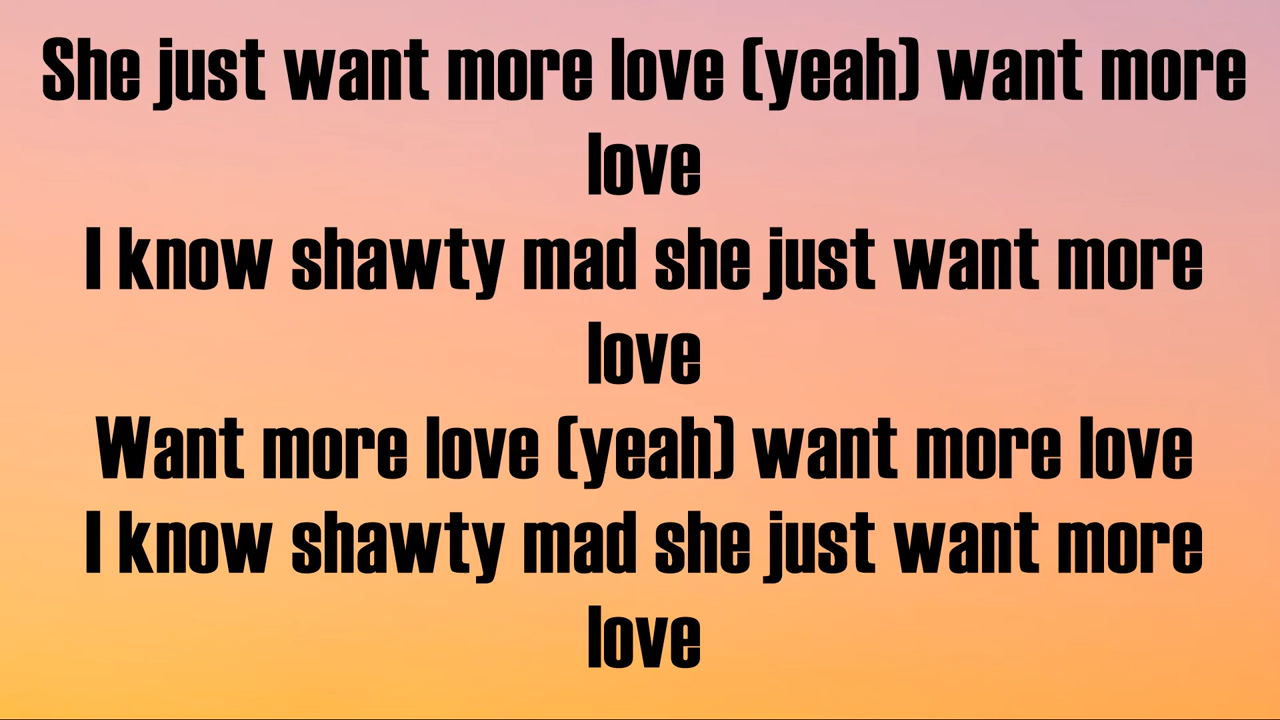 She just want more love (yeah) want more
love
I know shawty mad she just want more
love
Want more love (yeah) want more love
I know shawty mad she just want more
love